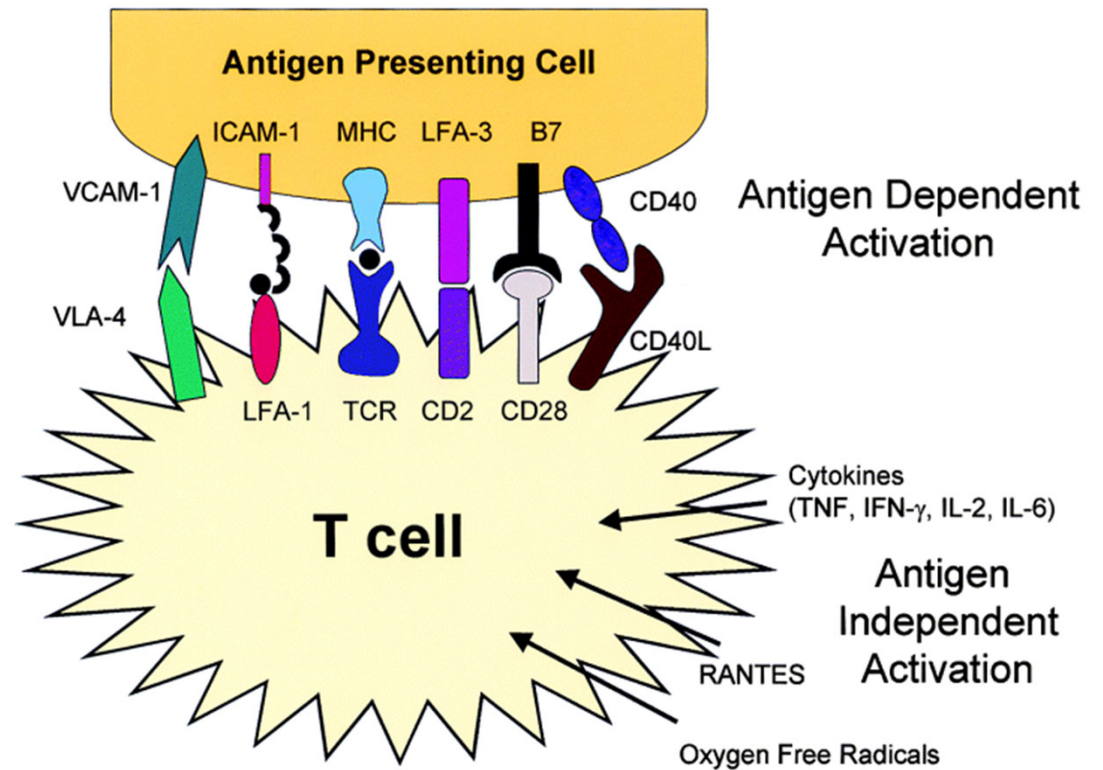 Antigen Presenting Cell
ICAM-1 MHC LFA-3 B7
VCAM-1
CD40
Antigen Dependent
Activation
VLA-4
CD40L
LFA-1 TCR CD2 CD28
Cytokines
(TNF, IFN-γ, IL-2, IL-6)
T cell
Antigen
Independent
Activation
RANTES
Oxygen Free Radicals